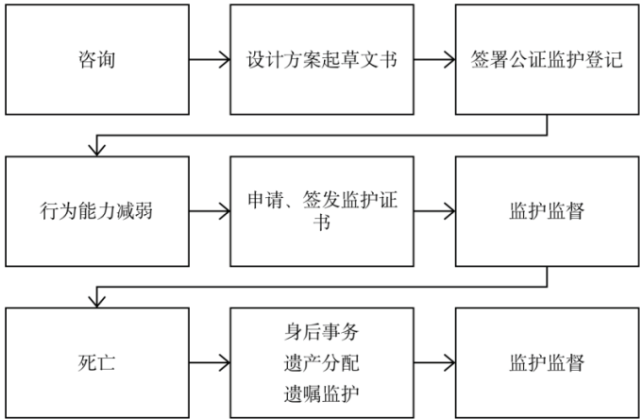 咨询
设计方案起草文书
签署公证监护登记
行为能力减弱
申请、签发监护证
书
监护监督
死亡
身后事务
遗产分配
遗嘱监护
监护监督